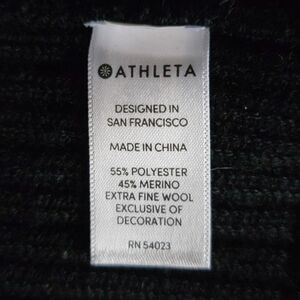 ATHLETA
DESIGNED IN
SAN FRANCISCO
MADE IN CHINA
55% POLYESTER
45% MERINO
EXTRA FINE WOOL
EXCLUSIVE OF
DECORATION
RN 54023